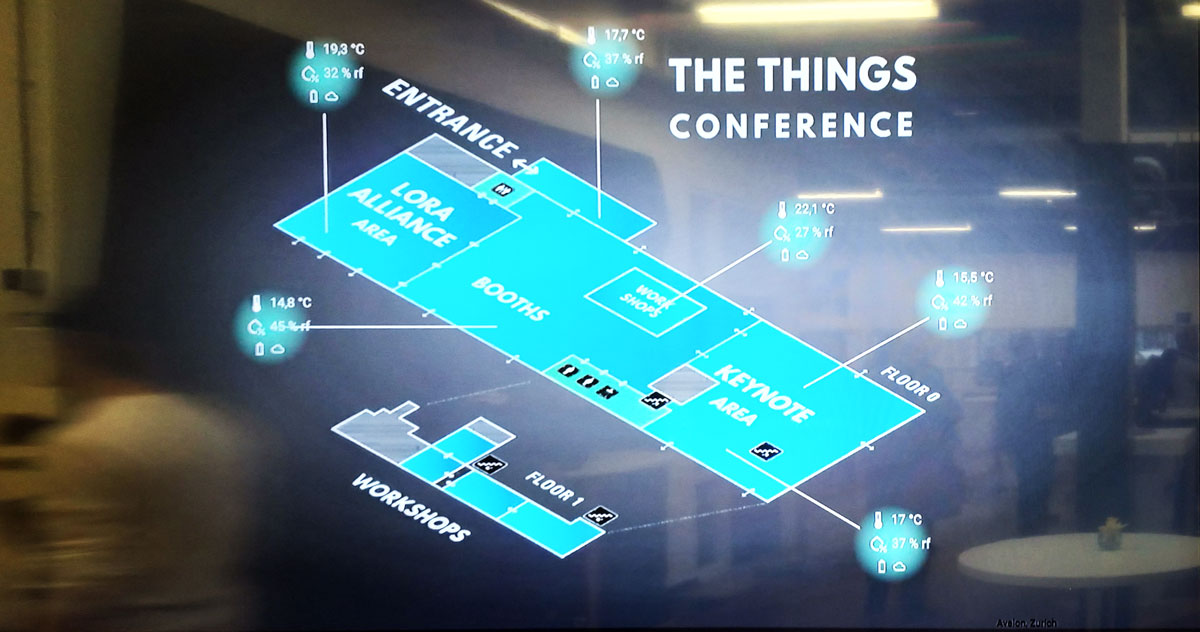 19,3 °C
32 % rf
17,7 °C
37 % rf
THE THINGS
CONFERENCE
ENTRANCE
LORA
ALLIANCE
AREA
22,1 °C
27 % rf
WORK
SHOPS
BOOTHS
14,8 °C
45 % rf
15,5 °C
42 % rf
KEYNOTE
AREA
FLOOR 0
FLOOR 1
WORKSHOPS
17 °C
37 % rf
Avalon, Zurich